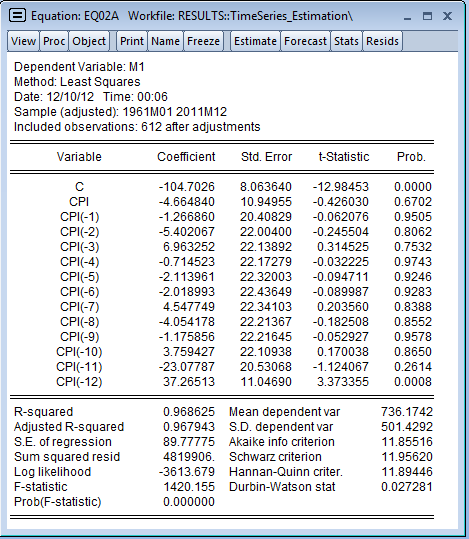 Equation: EQ02A Workfile: RESULTS::TimeSeries_Estimation\
View Proc Object Print Name Freeze Estimate Forecast Stats Resids
Dependent Variable: M1
Method: Least Squares
Date: 12/10/12 Time: 00:06
Sample (adjusted): 1961M01 2011M12
Included observations: 612 after adjustments
Variable Coefficient Std. Error t-Statistic Prob.
C -104.7026 8.063640 -12.98453 0.0000
CPI -4.664840 10.94955 -0.426030 0.6702
CPI(-1) -1.266860 20.40829 -0.062076 0.9505
CPI(-2) -5.402067 22.00400 -0.245504 0.8062
CPI(-3) 6.963252 22.13892 0.314525 0.7532
CPI(-4) -0.714523 22.17279 -0.032225 0.9743
CPI(-5) -2.113961 22.32003 -0.094711 0.9246
CPI(-6) -2.018993 22.43649 -0.089987 0.9283
CPI(-7) 4.547749 22.34103 0.203560 0.8388
CPI(-8) -4.054178 22.21367 -0.182508 0.8552
CPI(-9) -1.175856 22.21645 -0.052927 0.9578
CPI(-10) 3.759427 22.10938 0.170038 0.8650
CPI(-11) -23.07787 20.53068 -1.124067 0.2614
CPI(-12) 37.26513 11.04690 3.373355 0.0008
R-squared 0.968625 Mean dependent var 736.1742
Adjusted R-squared 0.967943 S.D. dependent var 501.4292
S.E. of regression 89.77775 Akaike info criterion 11.85516
Sum squared resid 4819906. Schwarz criterion 11.95620
Log likelihood -3613.679 Hannan-Quinn criter. 11.89446
F-statistic 1420.155 Durbin-Watson stat 0.027281
Prob(F-statistic) 0.000000